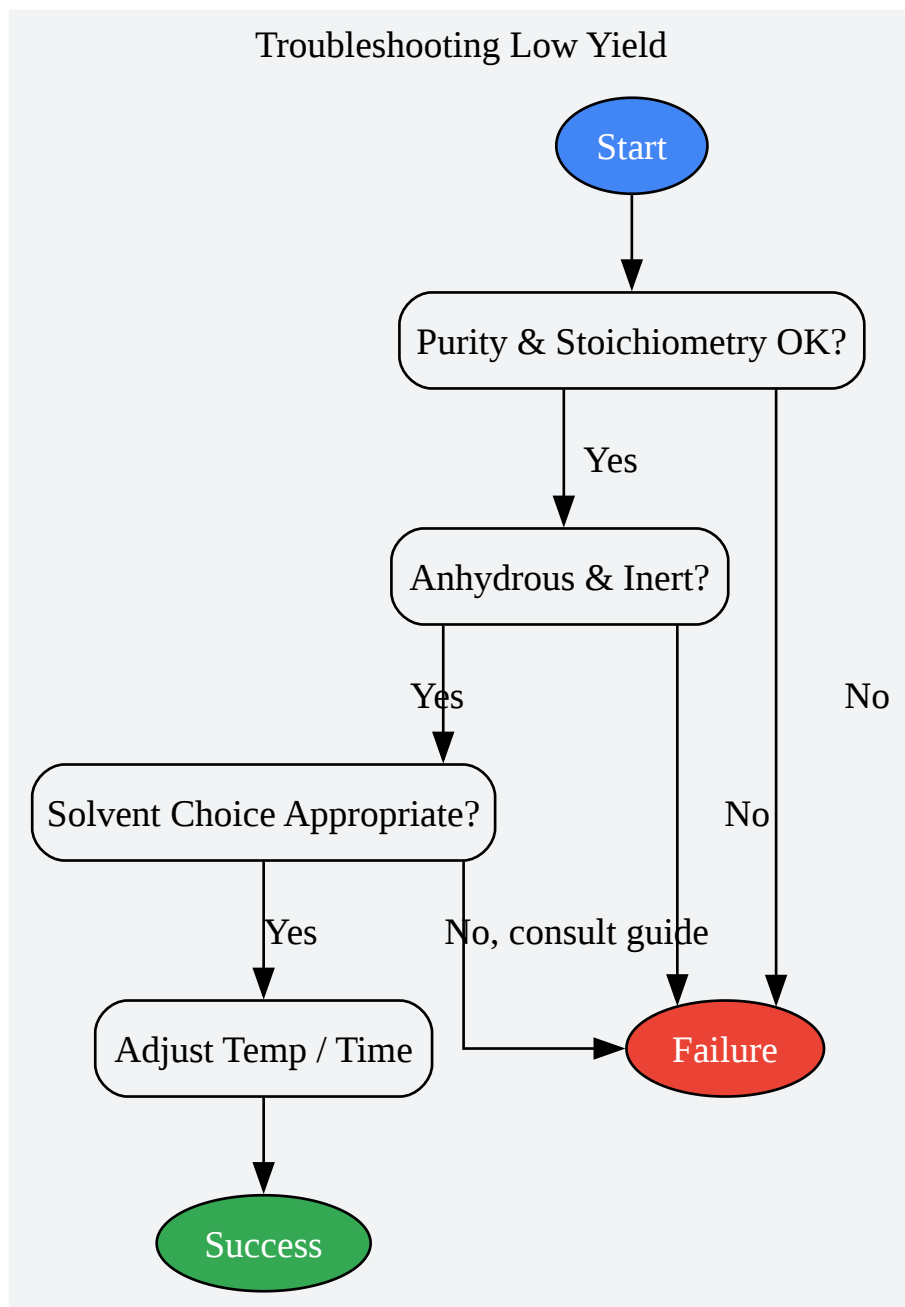 Troubleshooting Low Yield
Start
Purity & Stoichiometry OK?
Yes
Anhydrous & Inert?
Yes
No
Solvent Choice Appropriate?
No
Yes
No, consult guide
Adjust Temp / Time
Failure
Success